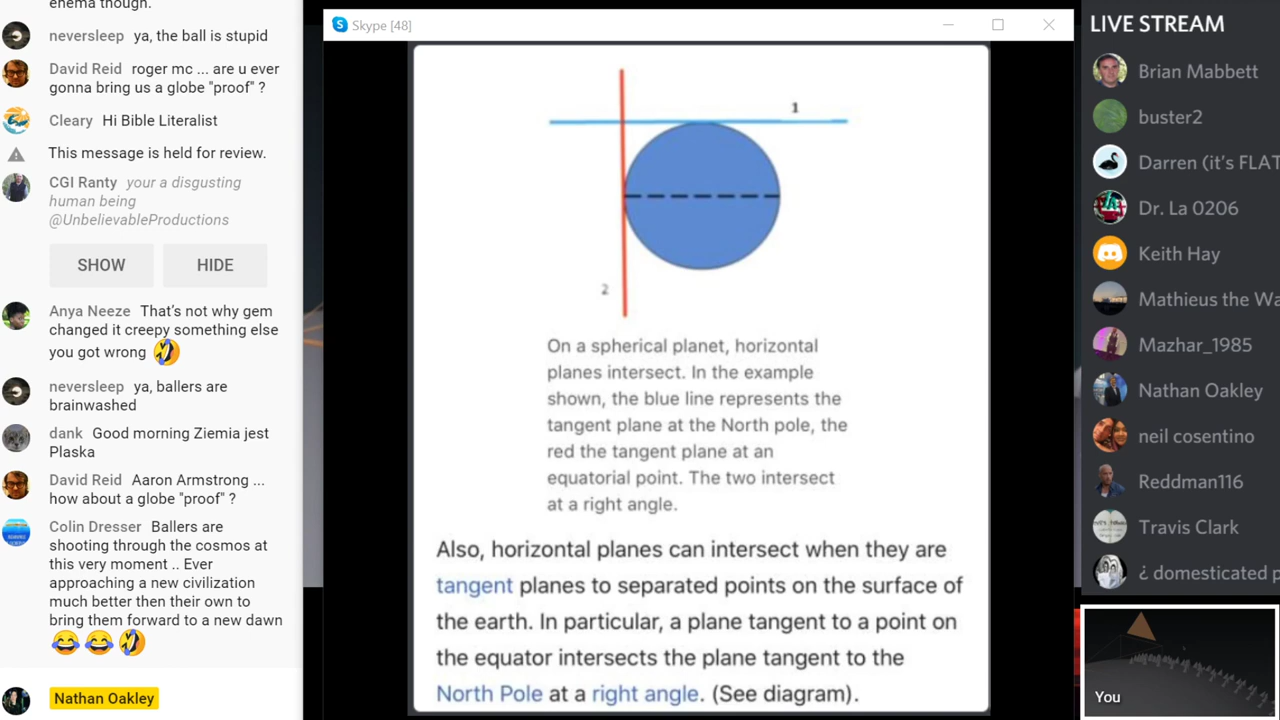 enema though.
neversleep ya, the ball is stupid
David Reid roger mc ... are u ever
gonna bring us a globe "proof" ?
Cleary Hi Bible Literalist
This message is held for review.
CGI Ranty your a disgusting
human being
@UnbelievableProductions
SHOW HIDE
Anya Neeze That's not why gem
changed it creepy something else
you got wrong 🤣
neversleep ya, ballers are
brainwashed
dank Good morning Ziemia jest
Plaska
David Reid Aaron Armstrong ...
how about a globe "proof" ?
Colin Dresser Ballers are
shooting through the cosmos at
this very moment .. Ever
approaching a new civilization
much better then their own to
bring them forward to a new dawn
😂 😂 🤣
Nathan Oakley
Skype [48]
1
2
On a spherical planet, horizontal
planes intersect. In the example
shown, the blue line represents the
tangent plane at the North pole, the
red the tangent plane at an
equatorial point. The two intersect
at a right angle.
Also, horizontal planes can intersect when they are
tangent planes to separated points on the surface of
the earth. In particular, a plane tangent to a point on
the equator intersects the plane tangent to the
North Pole at a right angle. (See diagram).
LIVE STREAM
Brian Mabbett
buster2
Darren (it's FLAT
Dr. La 0206
Keith Hay
Mathieus the Wa
Mazhar_1985
Nathan Oakley
neil cosentino
Reddman116
Travis Clark
¿ domesticated p
You